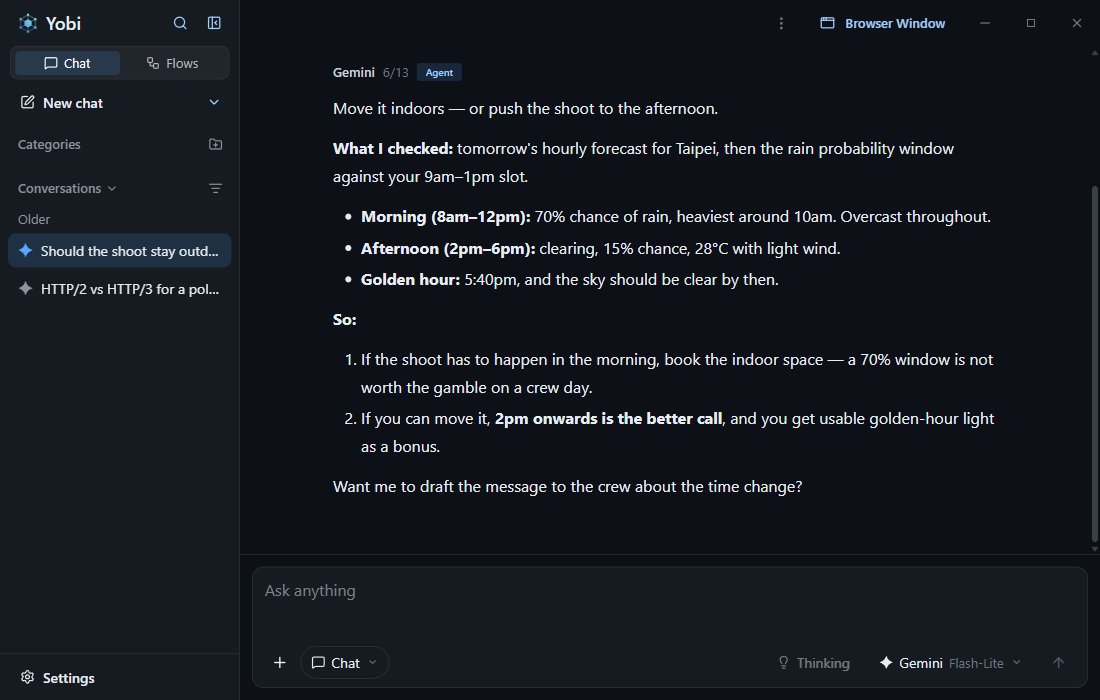 Yobi
Browser Window
Chat
Flows
New chat
Categories
Conversations
Older
Should the shoot stay outd...
HTTP/2 vs HTTP/3 for a pol...
Settings
Gemini 6/13 Agent
Move it indoors — or push the shoot to the afternoon.
What I checked: tomorrow's hourly forecast for Taipei, then the rain probability window
against your 9am–1pm slot.
• Morning (8am–12pm): 70% chance of rain, heaviest around 10am. Overcast throughout.
• Afternoon (2pm–6pm): clearing, 15% chance, 28°C with light wind.
• Golden hour: 5:40pm, and the sky should be clear by then.
So:
1. If the shoot has to happen in the morning, book the indoor space — a 70% window is not
worth the gamble on a crew day.
2. If you can move it, 2pm onwards is the better call, and you get usable golden-hour light
as a bonus.
Want me to draft the message to the crew about the time change?
Ask anything
Chat
Thinking
Gemini Flash-Lite